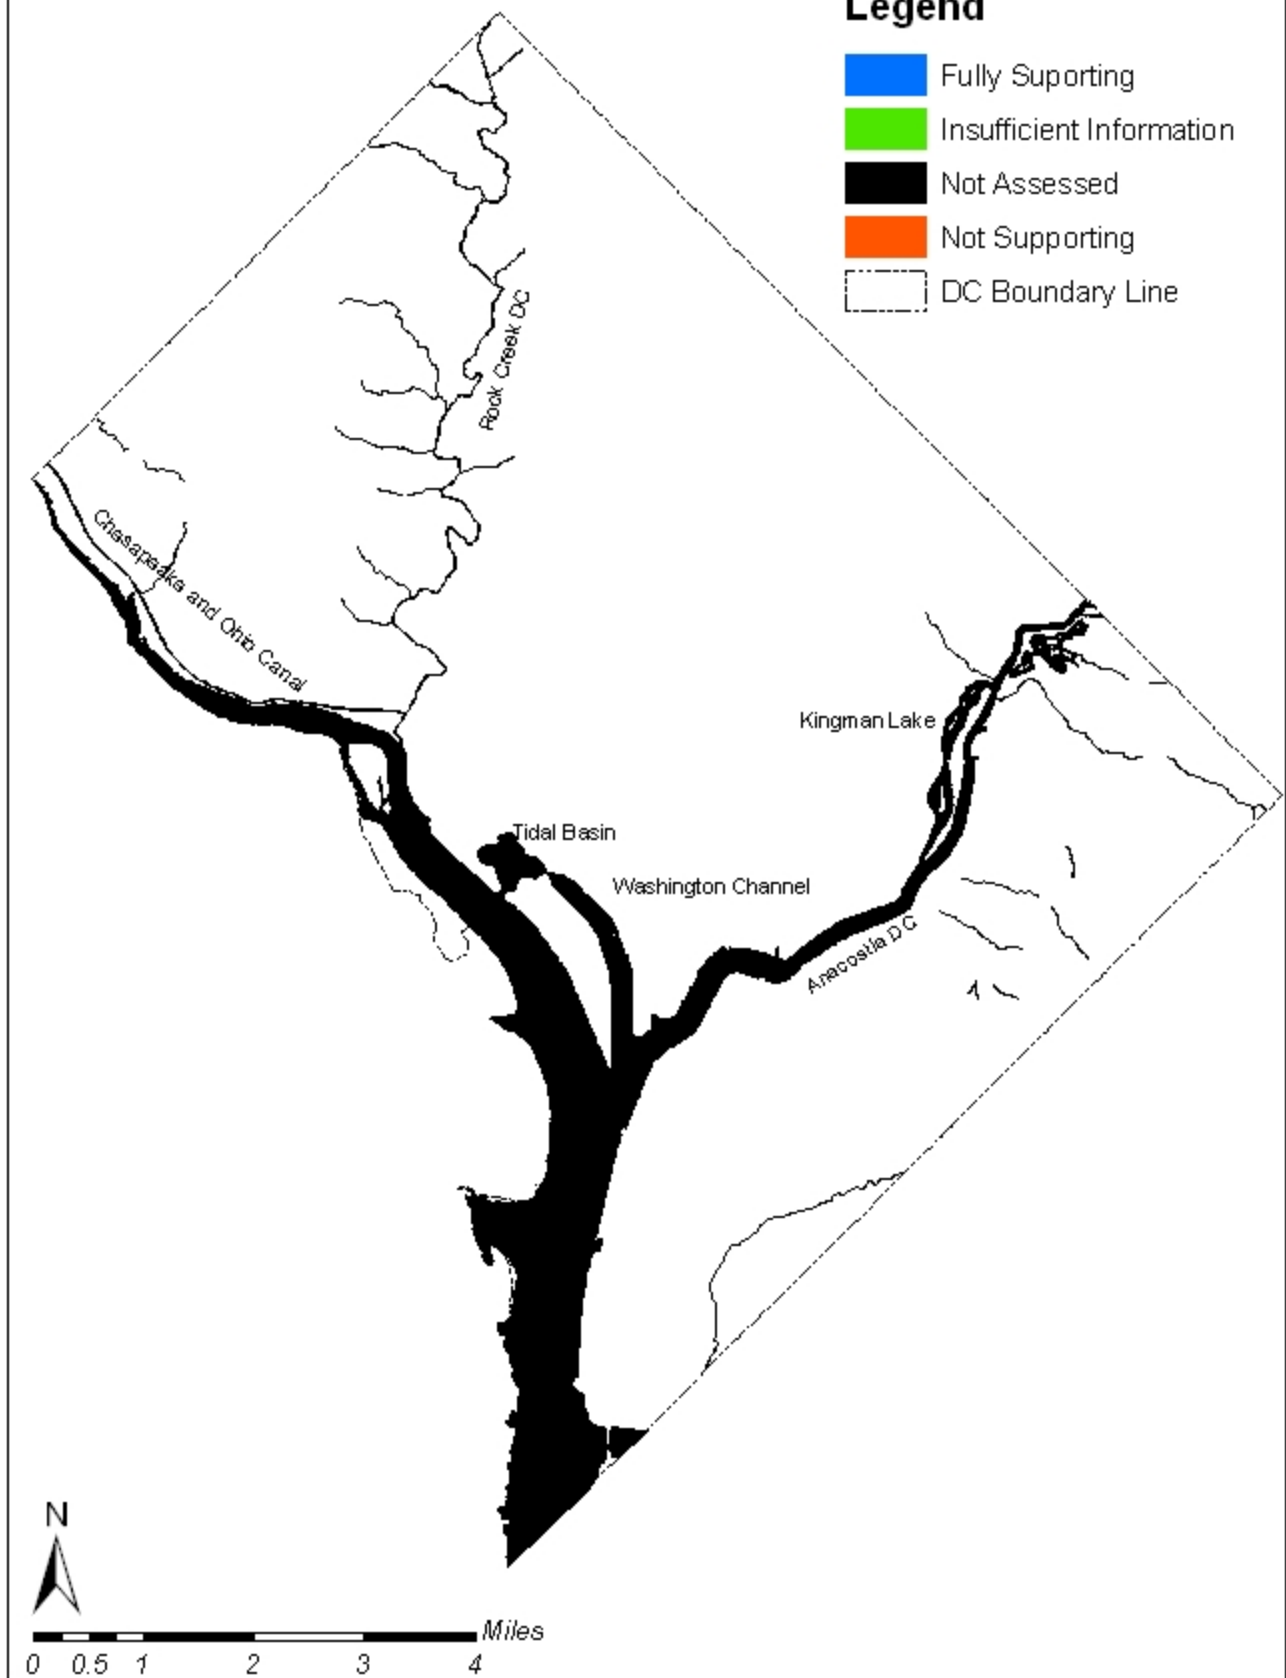 Legend
Fully Suporting
Insufficient Information
Not Assessed
Not Supporting
DC Boundary Line
Rock Creek DC
Chesapeake and Ohio Canal
Kingman Lake
Tidal Basin
Washington Channel
Anacostia DC
N
Miles
0 0.5 1 2 3 4